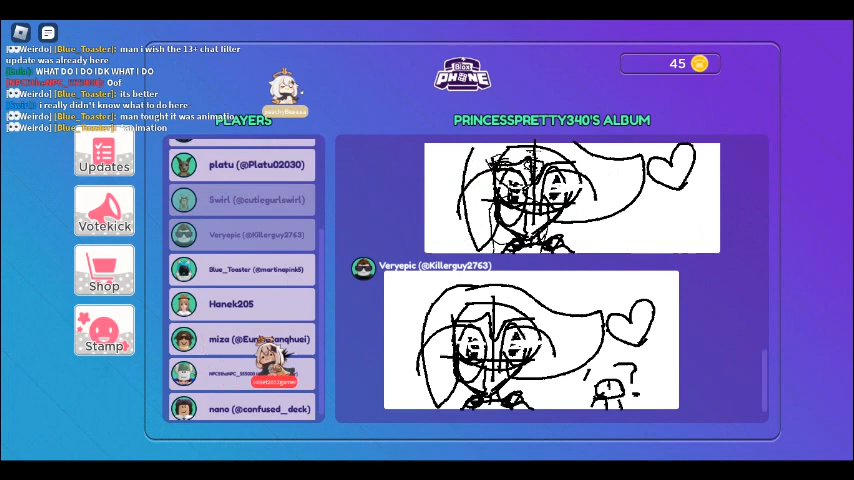 [👀Weirdo] [Blue_Toaster]: man i wish the 13+ chat filter
update was already here
WHAT DO I DO IDK WHAT I DO
Oof
[👀Weirdo] [Blue_Toaster]: its better
i really didn't know what to do here
[👀Weirdo] [Blue_Toaster]: man tought it was animatio
[👀Weirdo] [Blue_Toaster]: *animation
45
Blox
PHONE
PLAYERS
PRINCESSPRETTY340'S ALBUM
Updates
Votekick
Shop
Stamp
platu (@Platu02030)
Swirl (@cutiegurlswirl)
Veryepic (@Killerguy2763)
Blue_Toaster (@martinapink5)
Hanek205
miza
violet2012gamer
nano (@confused_deck)
Veryepic (@Killerguy2763)
?